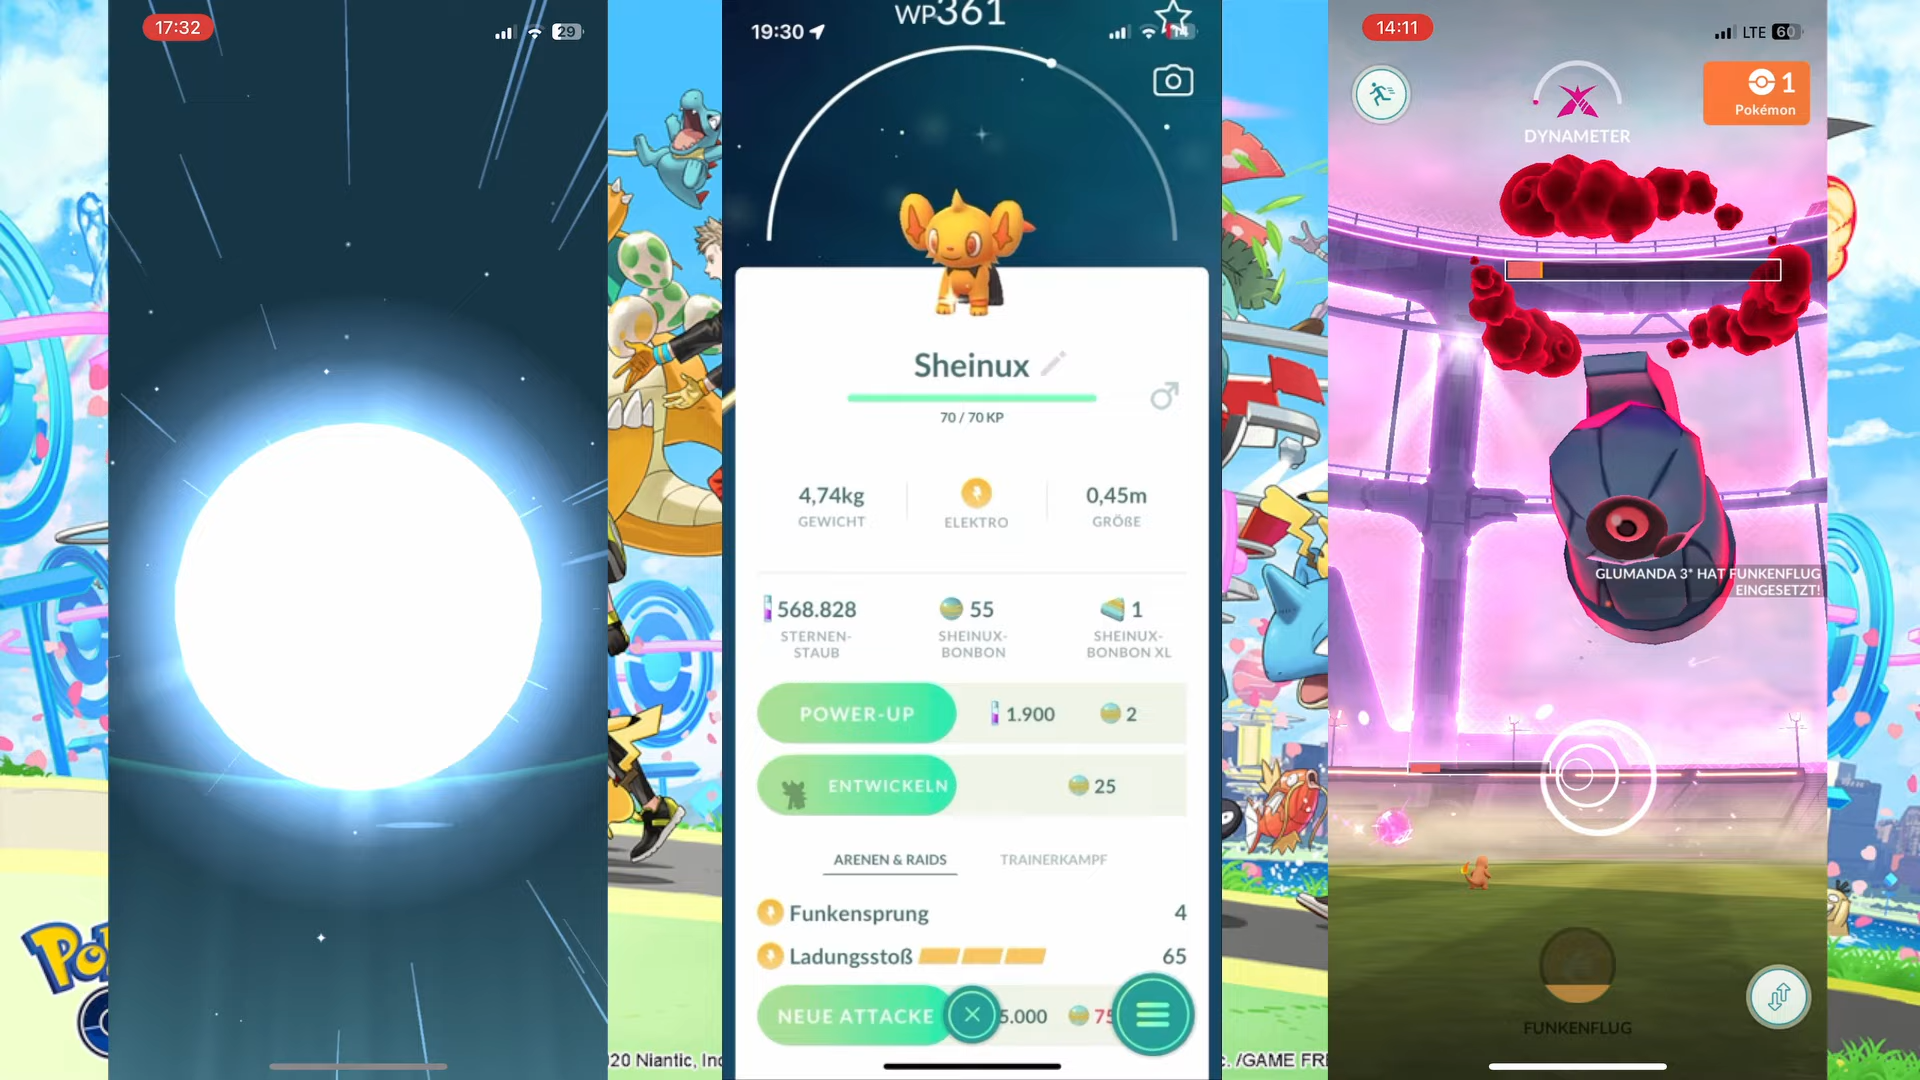 17:32
29
Po
WP361
19:30
14
Sheinux
70 / 70 KP
4,74kg
GEWICHT
ELEKTRO
0,45m
GRÖßE
568.828
STERNEN-
STAUB
55
SHEINUX-
BONBON
1
SHEINUX-
BONBON XL
POWER-UP
1.900
2
ENTWICKELN
25
ARENEN & RAIDS
TRAINERKAMPF
Funkensprung
4
Ladungsstoß
65
NEUE ATTACKE
5.000
75
20 Niantic, Inc
. /GAME FR
14:11
LTE 60
1
Pokémon
DYNAMETER
GLUMANDA 3* HAT FUNKENFLUG
EINGESETZT!
FUNKENFLUG